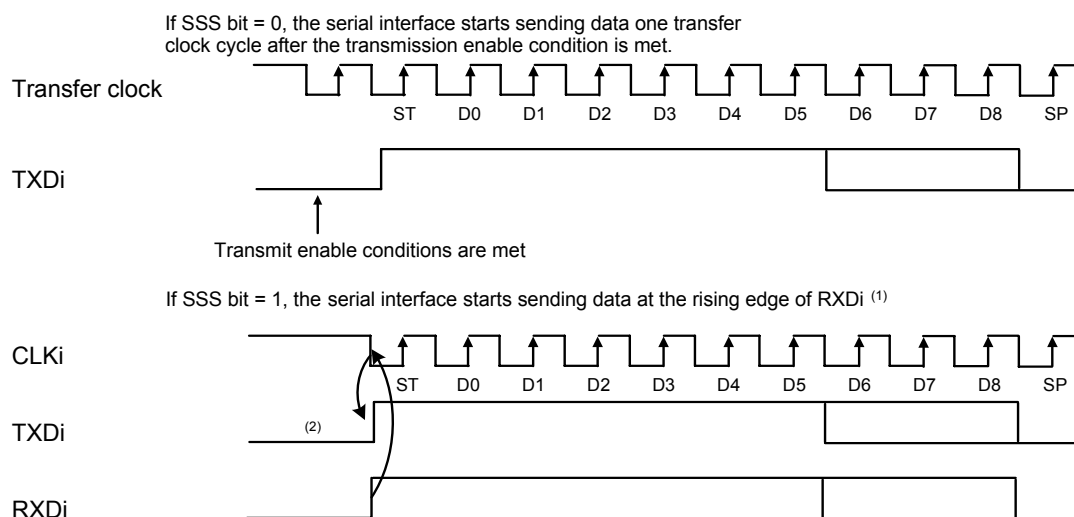 If SSS bit = 0, the serial interface starts sending data one transfer
clock cycle after the transmission enable condition is met.
Transfer clock
ST D0 D1 D2 D3 D4 D5 D6 D7 D8 SP
TXDi
Transmit enable conditions are met
If SSS bit = 1, the serial interface starts sending data at the rising edge of RXDi (1)
CLKi
ST D0 D1 D2 D3 D4 D5 D6 D7 D8 SP
TXDi (2)
RXDi